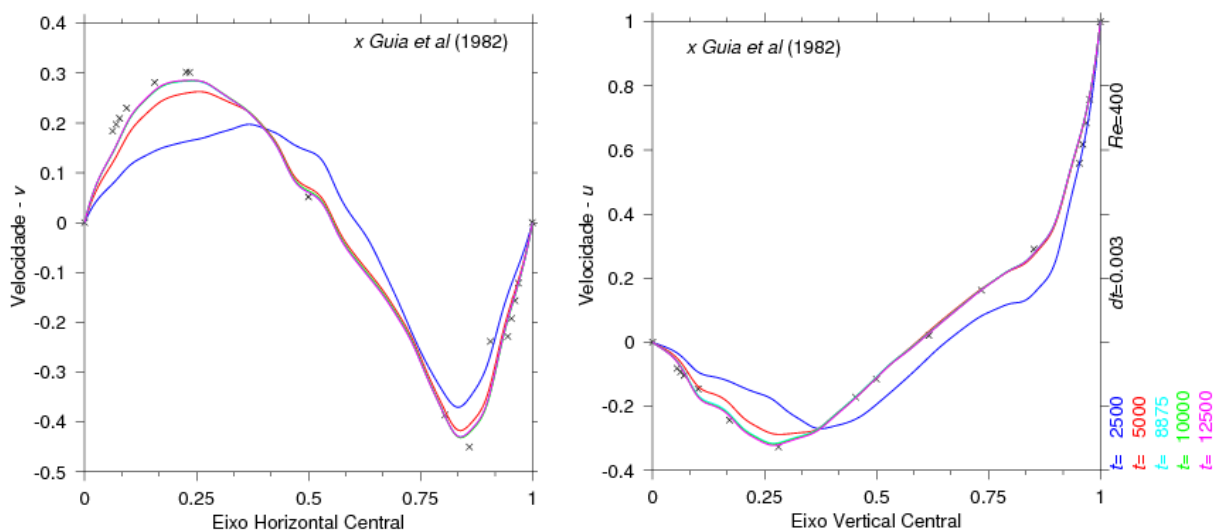 x Guia et al (1982)
0.4
0.3
0.2
0.1
0
-0.1
-0.2
-0.3
-0.4
-0.5
Velocidade - v
0
0.25
0.5
0.75
1
Eixo Horizontal Central
x Guia et al (1982)
1
0.8
0.6
0.4
0.2
0
-0.2
-0.4
Velocidade - u
0
0.25
0.5
0.75
1
Eixo Vertical Central
dt=0.003
Re=400
t= 2500
t= 5000
t= 8875
t= 10000
t= 12500